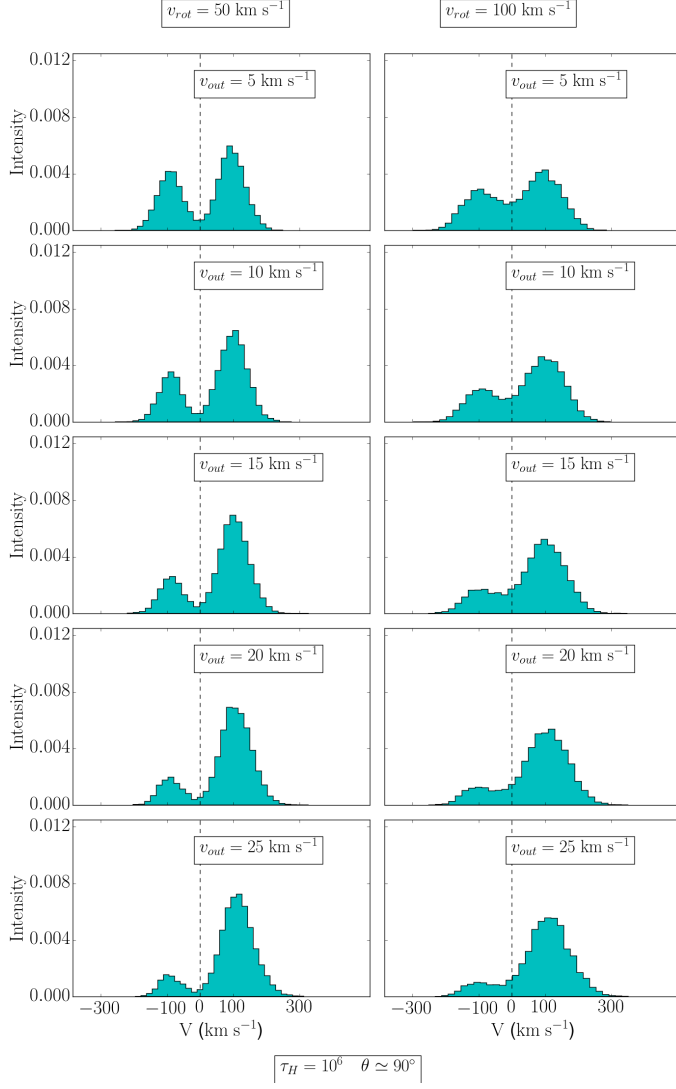 v_rot = 50 km s⁻¹ v_rot = 100 km s⁻¹
0.012
v_out = 5 km s⁻¹ v_out = 5 km s⁻¹
0.008
Intensity
0.004
0.000
0.012
v_out = 10 km s⁻¹ v_out = 10 km s⁻¹
0.008
Intensity
0.004
0.000
0.012
v_out = 15 km s⁻¹ v_out = 15 km s⁻¹
0.008
Intensity
0.004
0.000
0.012
v_out = 20 km s⁻¹ v_out = 20 km s⁻¹
0.008
Intensity
0.004
0.000
0.012
v_out = 25 km s⁻¹ v_out = 25 km s⁻¹
0.008
Intensity
0.004
0.000
−300 −100 0 100 300 −300 −100 0 100 300
V (km s⁻¹) V (km s⁻¹)
τ_H = 10⁶ θ ≃ 90°